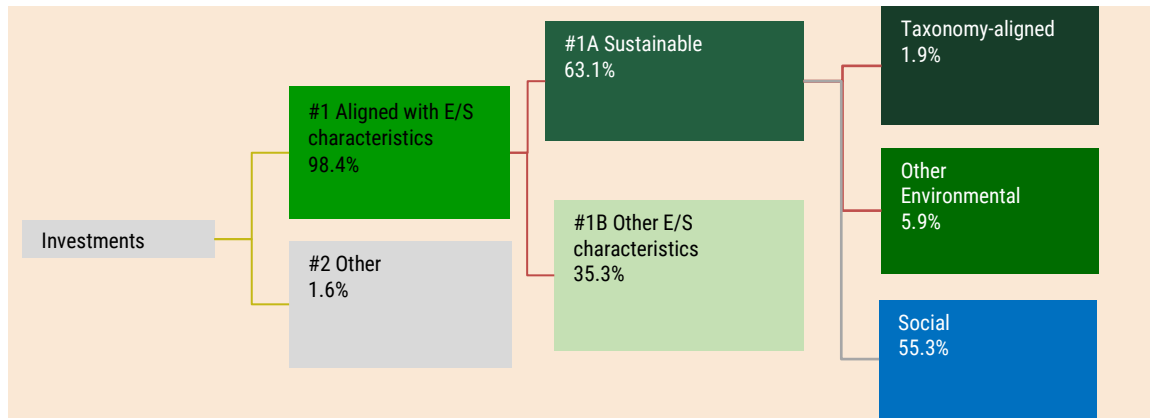 Investments
#1 Aligned with E/S
characteristics
98.4%
#2 Other
1.6%
#1A Sustainable
63.1%
#1B Other E/S
characteristics
35.3%
Taxonomy-aligned
1.9%
Other
Environmental
5.9%
Social
55.3%